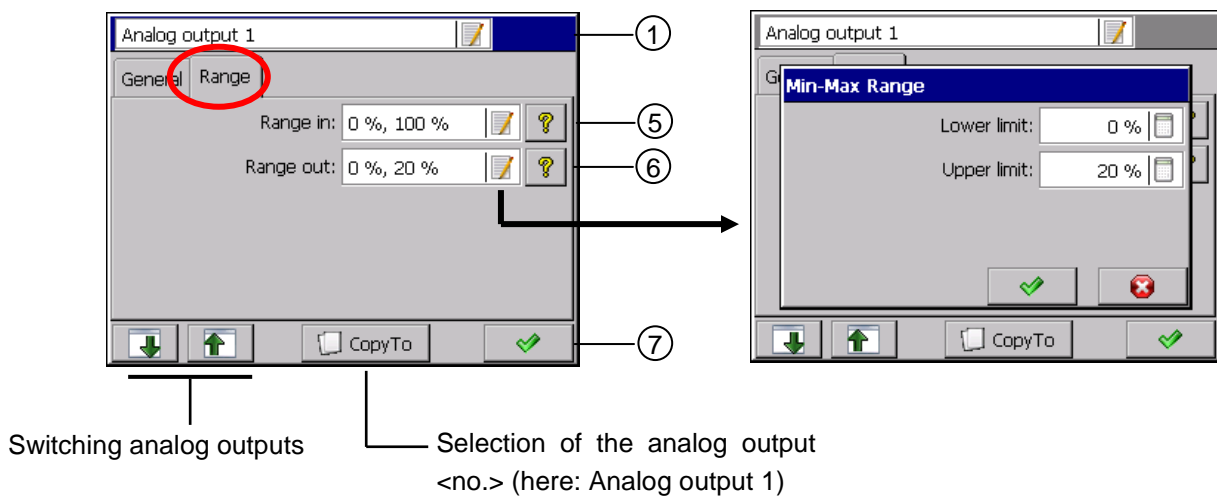 Analog output 1
General Range
Range in: 0 %, 100 % ?
Range out: 0 %, 20 % ?
CopyTo
1
5
6
7
Analog output 1
G
Min-Max Range
Lower limit: 0 %
Upper limit: 20 %
CopyTo
Switching analog outputs
Selection of the analog output
<no.> (here: Analog output 1)